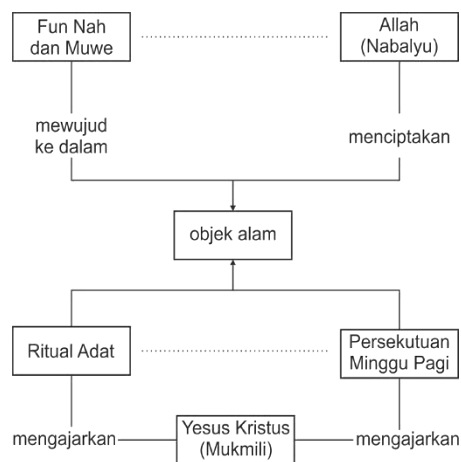 Fun Nah
dan Muwe
Allah
(Nabalyu)
mewujud
ke dalam
menciptakan
objek alam
Ritual Adat
Persekutuan
Minggu Pagi
mengajarkan
Yesus Kristus
(Mukmili)
mengajarkan